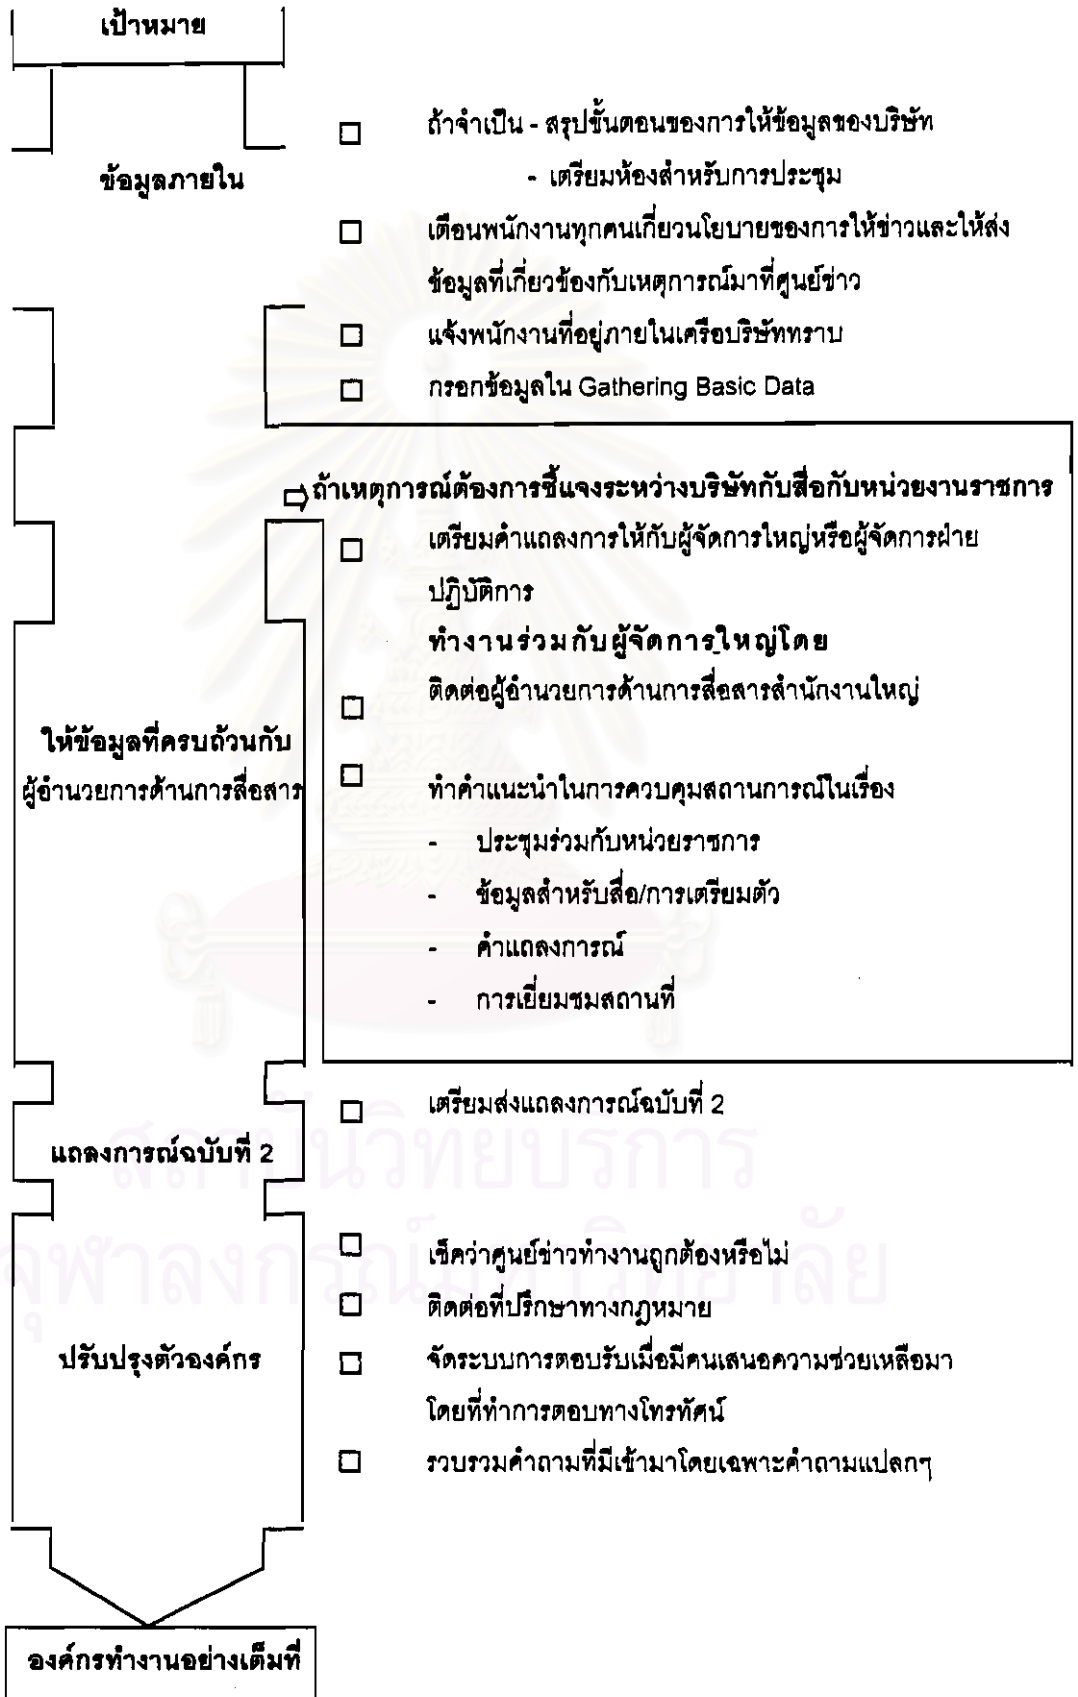 เป้าหมาย
ถ้าจำเป็น - สรุปขั้นตอนของการให้ข้อมูลของบริษัท
ข้อมูลภายใน
- เตรียมห้องสำหรับการประชุม
เตือนพนักงานทุกคนเกี่ยวนโยบายของการให้ข่าวและให้ส่ง
ข้อมูลที่เกี่ยวข้องกับเหตุการณ์มาที่ศูนย์ข่าว
แจ้งพนักงานที่อยู่ภายในเครือบริษัททราบ
กรอกข้อมูลใน Gathering Basic Data
ถ้าเหตุการณ์ต้องการชี้แจงระหว่างบริษัทกับสื่อกับหน่วยงานราชการ
เตรียมคำแถลงการให้กับผู้จัดการใหญ่หรือผู้จัดการฝ่าย
ปฏิบัติการ
ทำงานร่วมกับผู้จัดการใหญ่โดย
ติดต่อผู้อำนวยการด้านการสื่อสารสำนักงานใหญ่
ให้ข้อมูลที่ครบถ้วนกับ
ผู้อำนวยการด้านการสื่อสาร
ทำคำแนะนำในการควบคุมสถานการณ์ในเรื่อง
- ประชุมร่วมกับหน่วยราชการ
- ข้อมูลสำหรับสื่อ/การเตรียมตัว
- คำแถลงการณ์
- การเยี่ยมชมสถานที่
เตรียมส่งแถลงการณ์ฉบับที่ 2
แถลงการณ์ฉบับที่ 2
สถาบันวิทยบริการ
จุฬาลงกรณ์มหาวิทยาลัย
เช็คว่าศูนย์ข่าวทำงานถูกต้องหรือไม่
ติดต่อที่ปรึกษาทางกฎหมาย
ปรับปรุงตัวองค์กร
จัดระบบการตอบรับเมื่อมีคนเสนอความช่วยเหลือมา
โดยที่ทำการตอบทางโทรทัศน์
รวบรวมคำถามที่มีเข้ามาโดยเฉพาะคำถามแปลกๆ
องค์กรทำงานอย่างเต็มที่